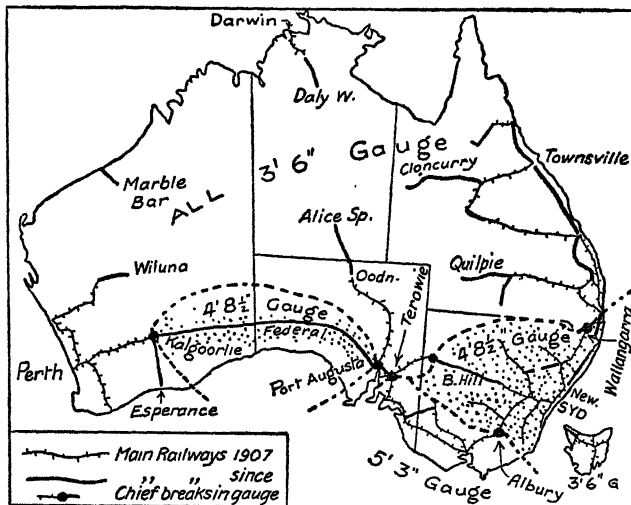 Darwin
Daly W.
ALL 3' 6" Gauge
Cloncurry
Townsville
Marble
Bar
Alice Sp.
Wiluna
Oodn-
Terowie
Quilpie
4' 8½" Gauge
Federal
Kalgoorlie
Perth
Esperance
Port Augusta
4' 8½" Gauge
B. Hill
Wallangarra
New.
SYD
5' 3" Gauge
Albury
3' 6" G
Main Railways 1907
,, ,, since
Chief breaks in gauge